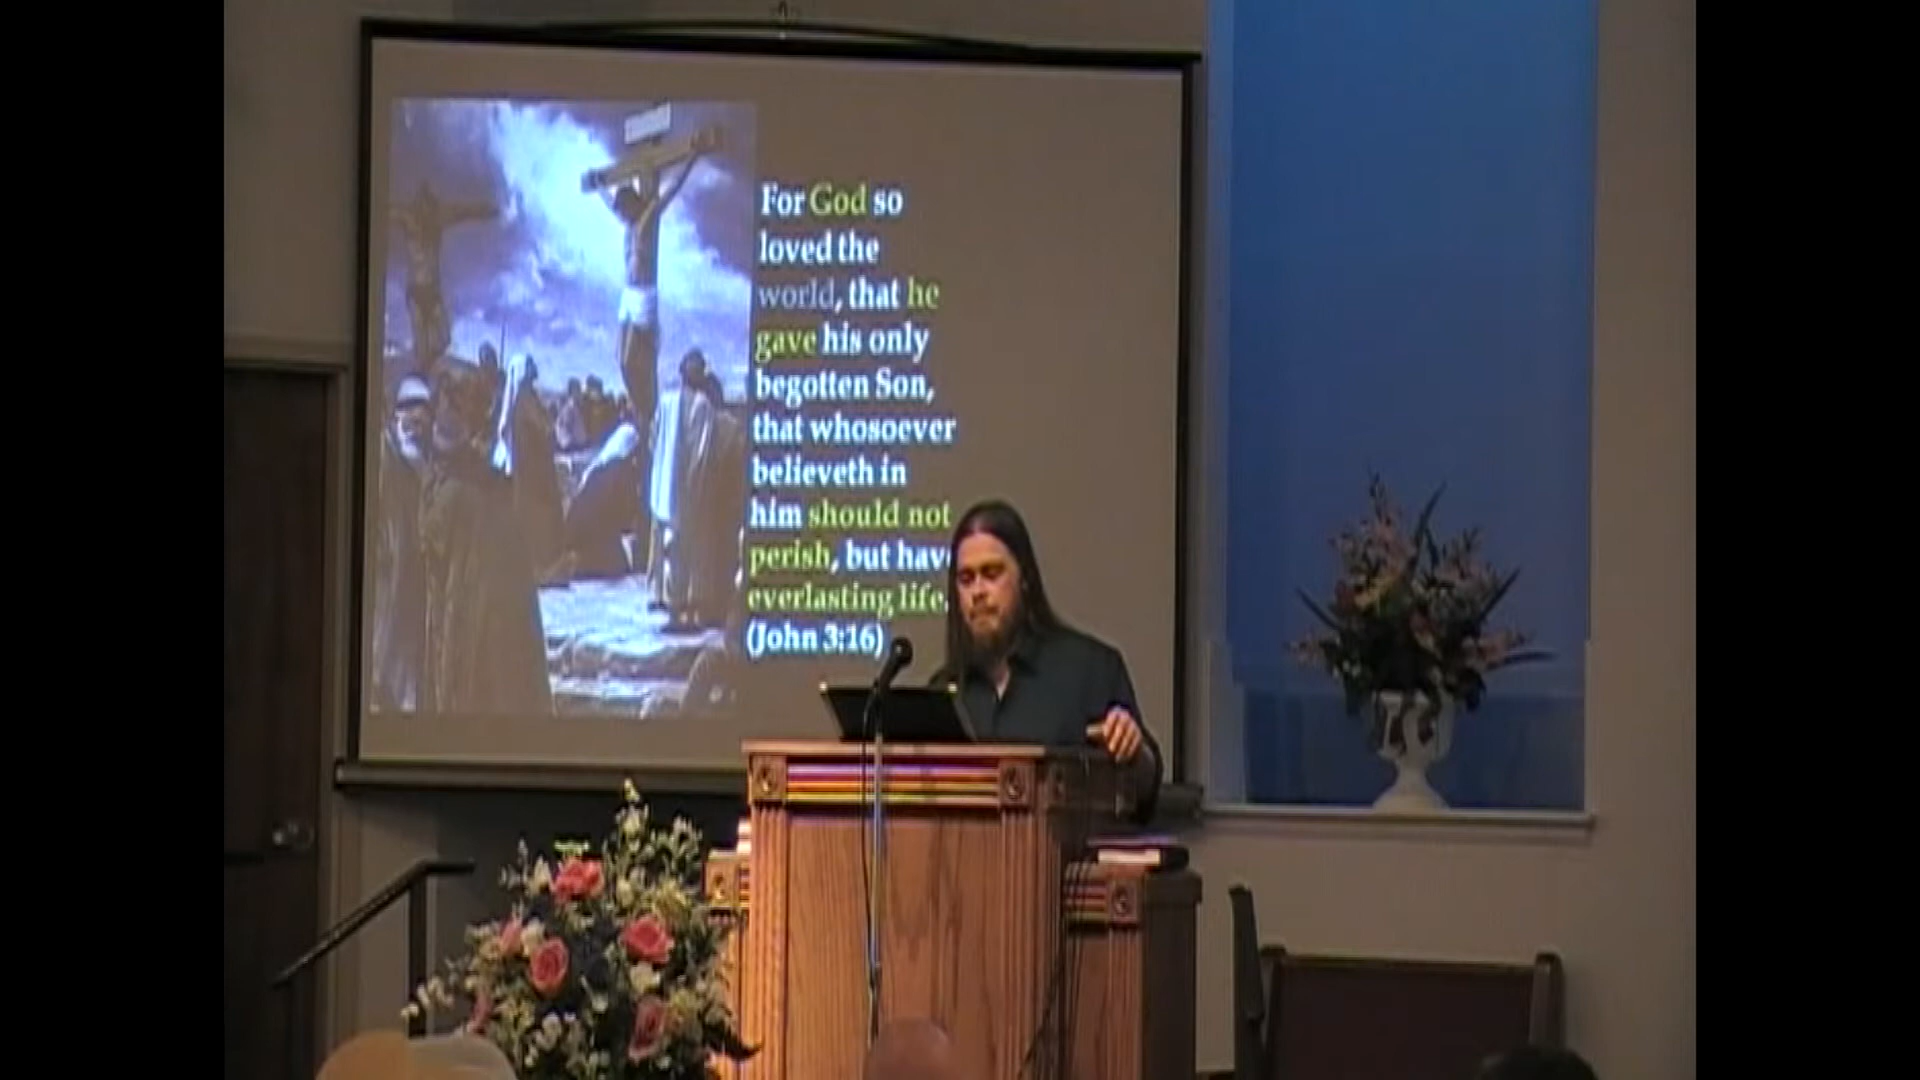 For God so
loved the
world, that he
gave his only
begotten Son,
that whosoever
believeth in
him should not
perish, but have
everlasting life.
(John 3:16)